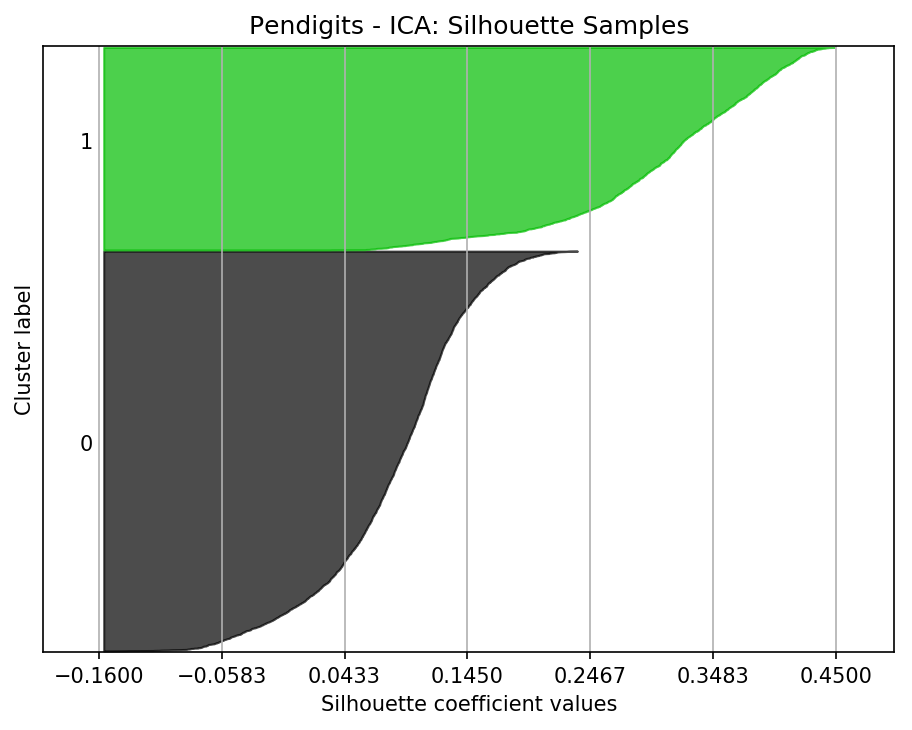 Pendigits - ICA: Silhouette Samples
Cluster label
1
0
−0.1600 −0.0583 0.0433 0.1450 0.2467 0.3483 0.4500
Silhouette coefficient values